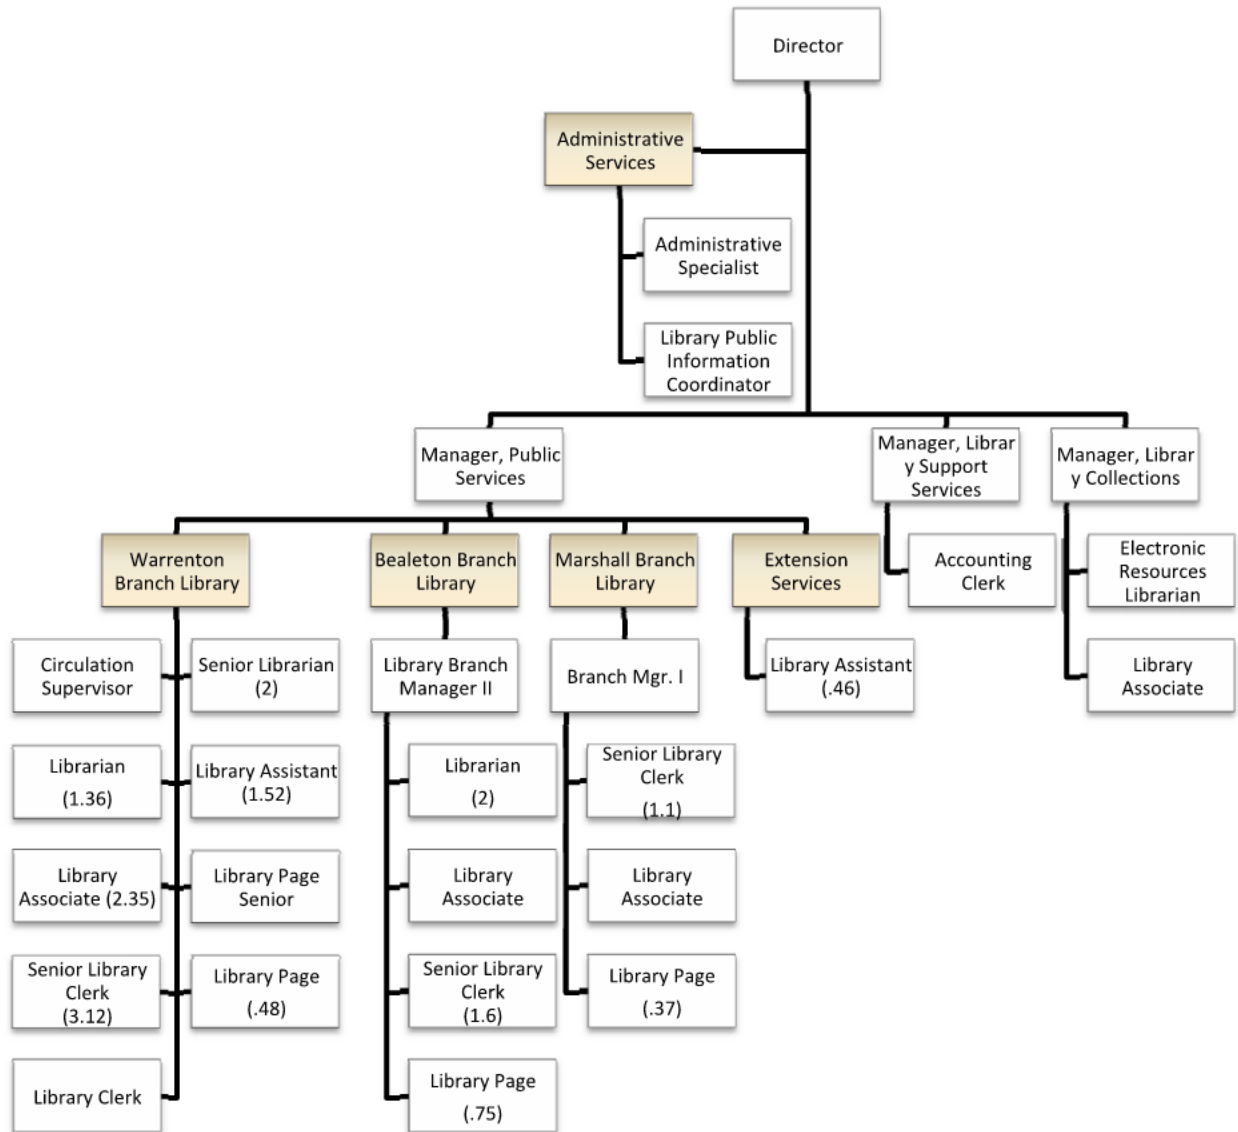 Director
Administrative
Services
Administrative
Specialist
Library Public
Information
Coordinator
Manager, Public
Services
Manager, Librar
y Support
Services
Manager, Librar
y Collections
Warrenton
Branch Library
Bealeton Branch
Library
Marshall Branch
Library
Extension
Services
Accounting
Clerk
Electronic
Resources
Librarian
Circulation
Supervisor
Senior Librarian
(2)
Library Branch
Manager II
Branch Mgr. I
Library Assistant
(.46)
Library
Associate
Librarian
(1.36)
Library Assistant
(1.52)
Librarian
(2)
Senior Library
Clerk
(1.1)
Library
Associate (2.35)
Library Page
Senior
Library
Associate
Library
Associate
Senior Library
Clerk
(3.12)
Library Page
(.48)
Senior Library
Clerk
(1.6)
Library Page
(.37)
Library Clerk
Library Page
(.75)